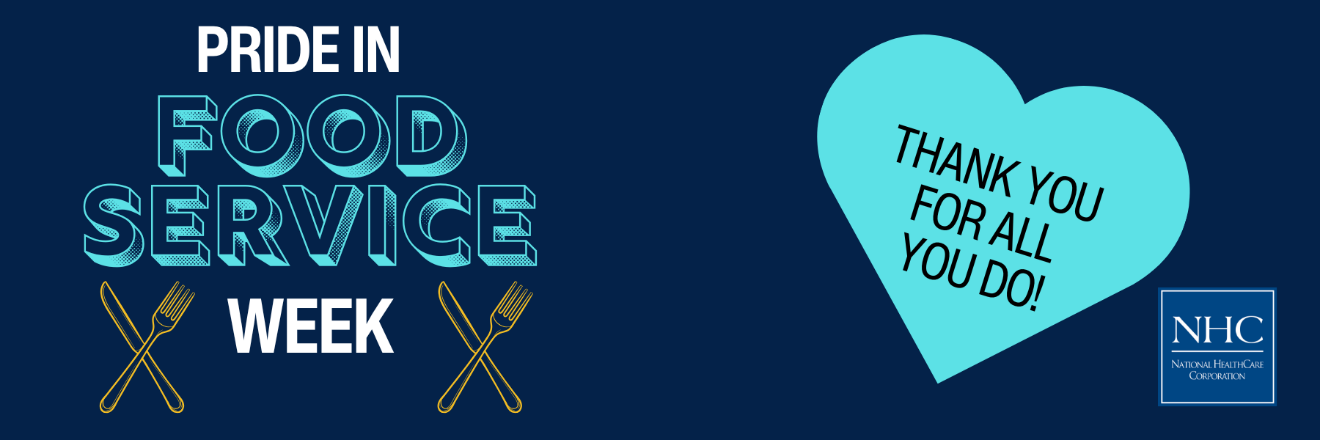 PRIDE IN
FOOD
SERVICE
WEEK
THANK YOU
FOR ALL
YOU DO!
NHC
NATIONAL HEALTHCARE
CORPORATION